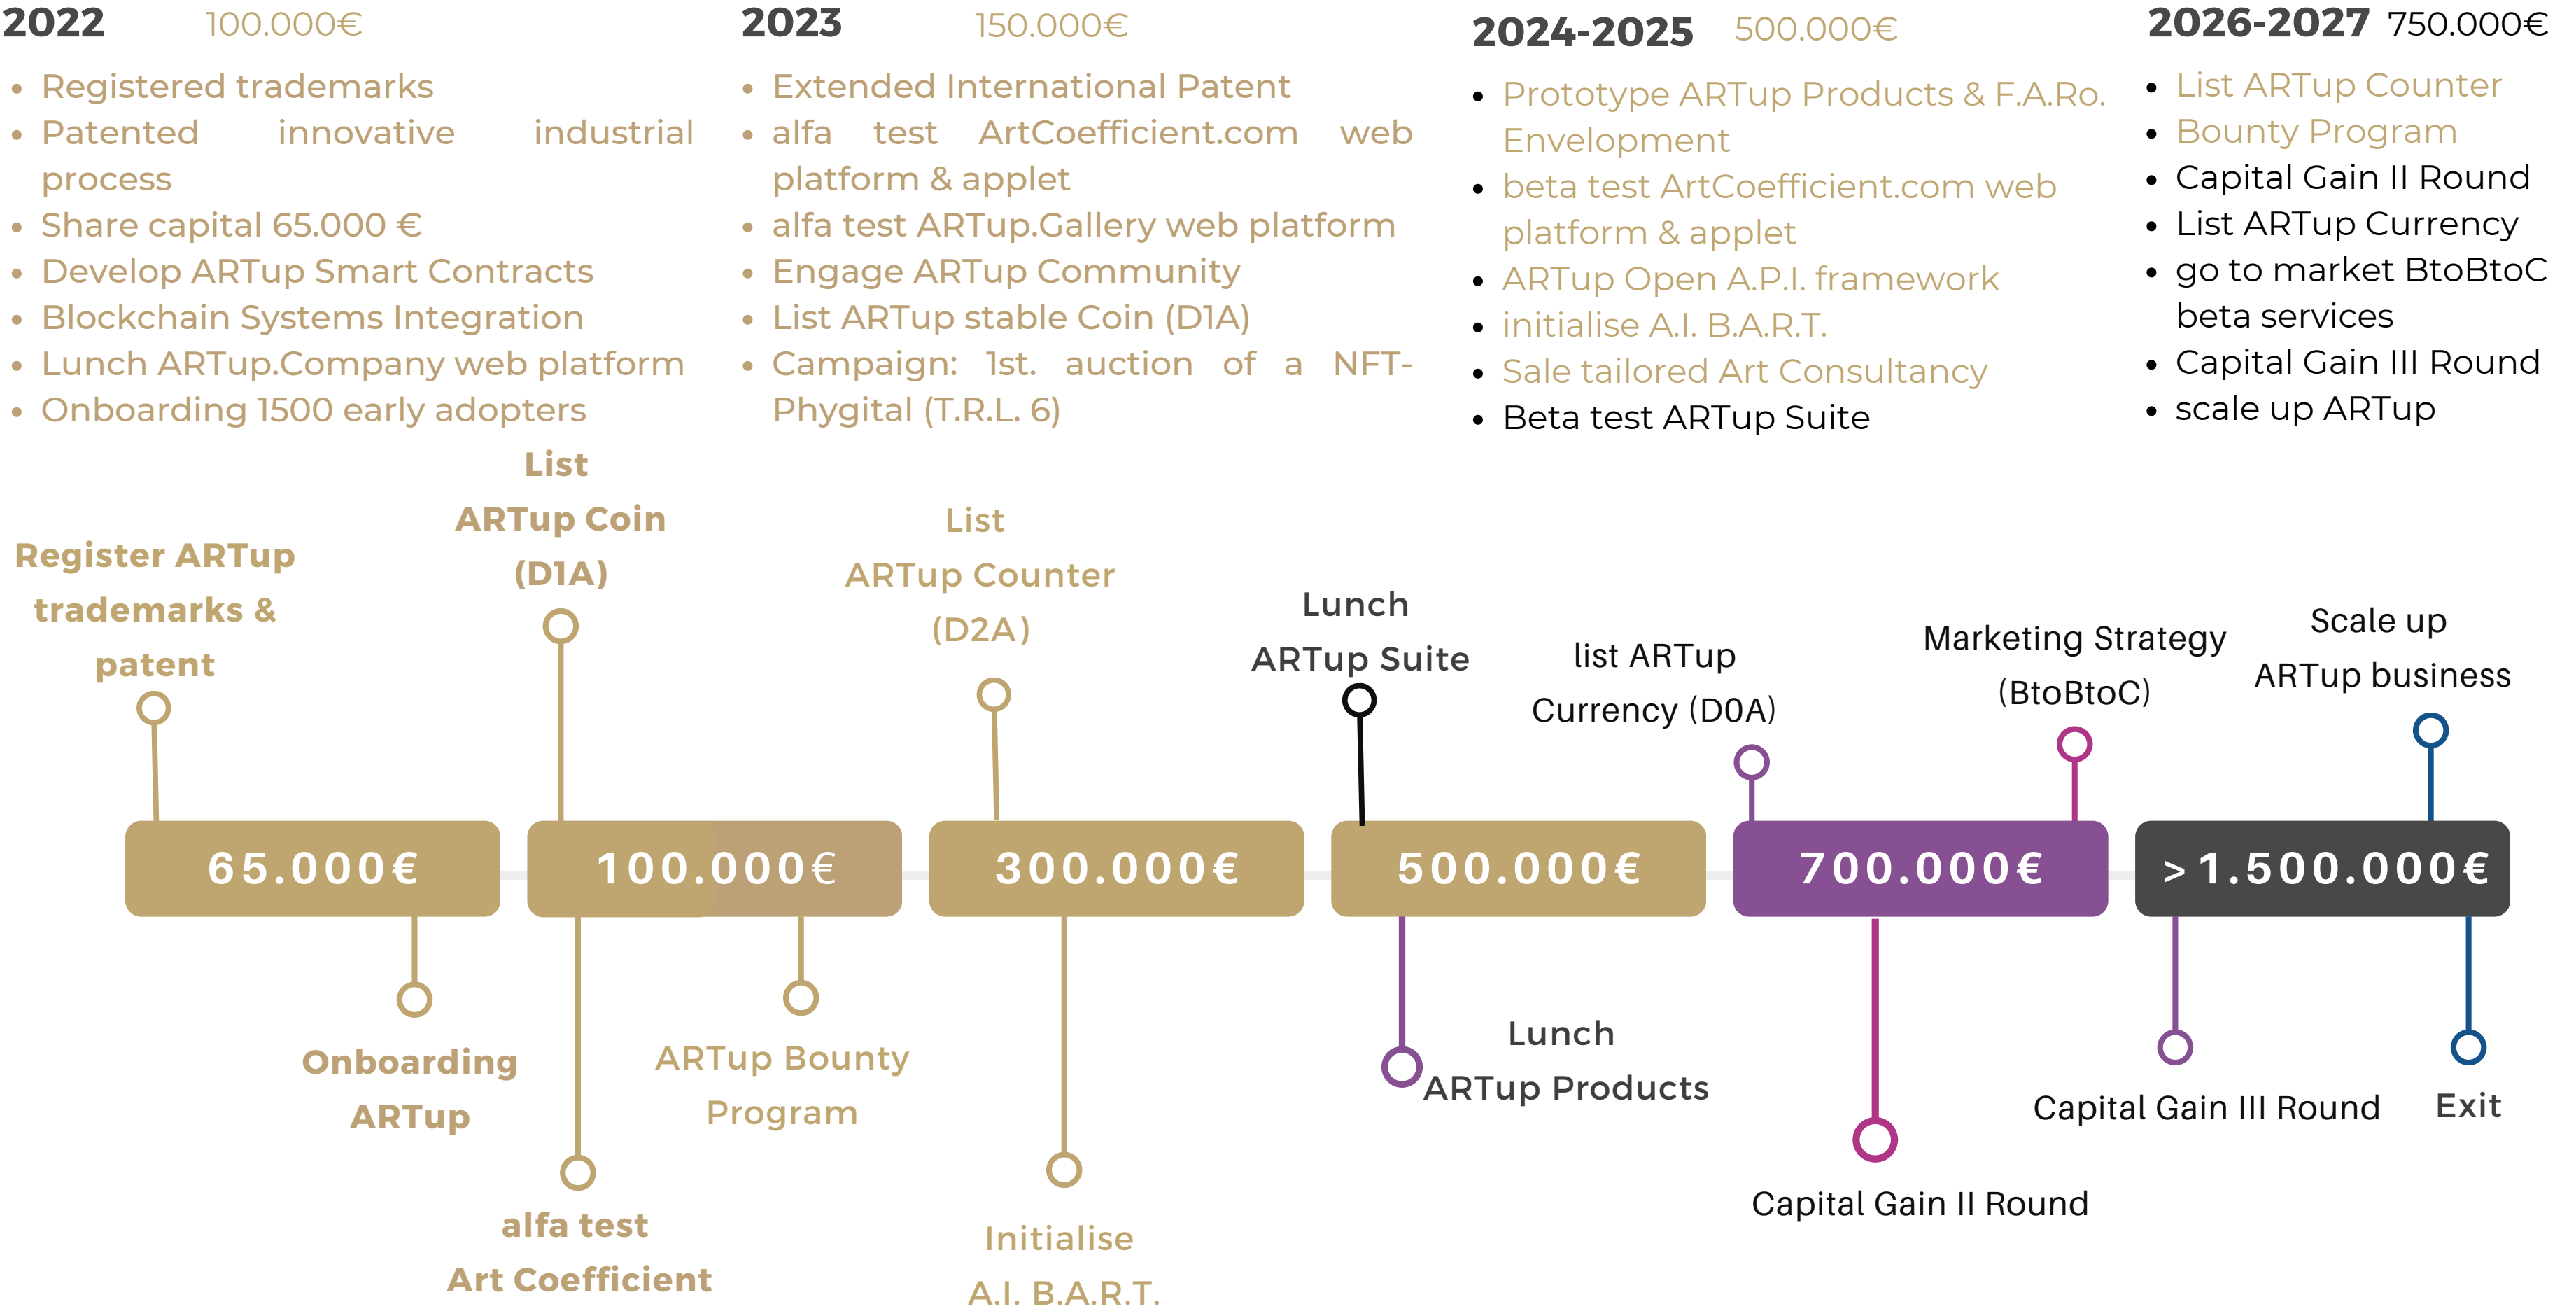 2022 100.000€
• Registered trademarks
• Patented innovative industrial
process
• Share capital 65.000 €
• Develop ARTup Smart Contracts
• Blockchain Systems Integration
• Lunch ARTup.Company web platform
• Onboarding 1500 early adopters
2023 150.000€
• Extended International Patent
• alfa test ArtCoefficient.com web
platform & applet
• alfa test ARTup.Gallery web platform
• Engage ARTup Community
• List ARTup stable Coin (D1A)
• Campaign: 1st. auction of a NFT-
Phygital (T.R.L. 6)
2024-2025 500.000€
• Prototype ARTup Products & F.A.Ro.
Envelopment
• beta test ArtCoefficient.com web
platform & applet
• ARTup Open A.P.I. framework
• initialise A.I. B.A.R.T.
• Sale tailored Art Consultancy
• Beta test ARTup Suite
2026-2027 750.000€
• List ARTup Counter
• Bounty Program
• Capital Gain II Round
• List ARTup Currency
• go to market BtoBtoC
beta services
• Capital Gain III Round
• scale up ARTup
Register ARTup
trademarks &
patent
List
ARTup Coin
(D1A)
List
ARTup Counter
(D2A)
Lunch
ARTup Suite
list ARTup
Currency (D0A)
Marketing Strategy
(BtoBtoC)
Scale up
ARTup business
65.000€
100.000€
300.000€
500.000€
700.000€
>1.500.000€
Onboarding
ARTup
alfa test
Art Coefficient
ARTup Bounty
Program
Initialise
A.I. B.A.R.T.
Lunch
ARTup Products
Capital Gain II Round
Capital Gain III Round
Exit